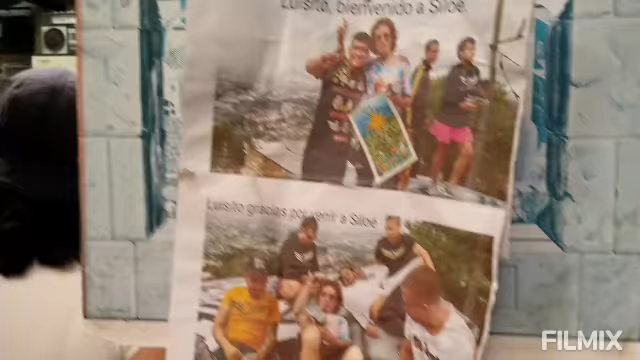 Luisito, bienvenido a Siloé.
Luisito gracias por venir a Siloé
FILMIX